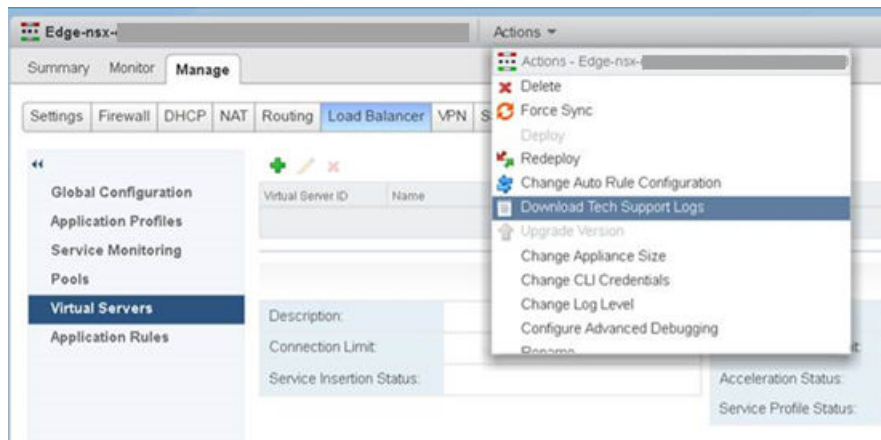 Edge-nsx-
Actions
Summary Monitor Manage
Actions - Edge-nsx-
Delete
Settings Firewall DHCP NAT Routing Load Balancer VPN S
Force Sync
Deploy
Redeploy
Global Configuration
Virtual Server ID Name
Change Auto Rule Configuration
Application Profiles
Download Tech Support Logs
Service Monitoring
Upgrade Version
Pools
Change Appliance Size
Change CLI Credentials
Virtual Servers
Description:
Change Log Level
Application Rules
Configure Advanced Debugging
Connection Limit:
Rename
Service Insertion Status:
Acceleration Status:
Service Profile Status: